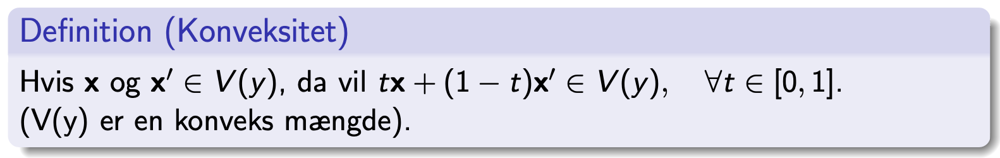 Definition (Konveksitet)
Hvis x og x′ ∈ V(y), da vil tx + (1 − t)x′ ∈ V(y), ∀t ∈ [0, 1].
(V(y) er en konveks mængde).